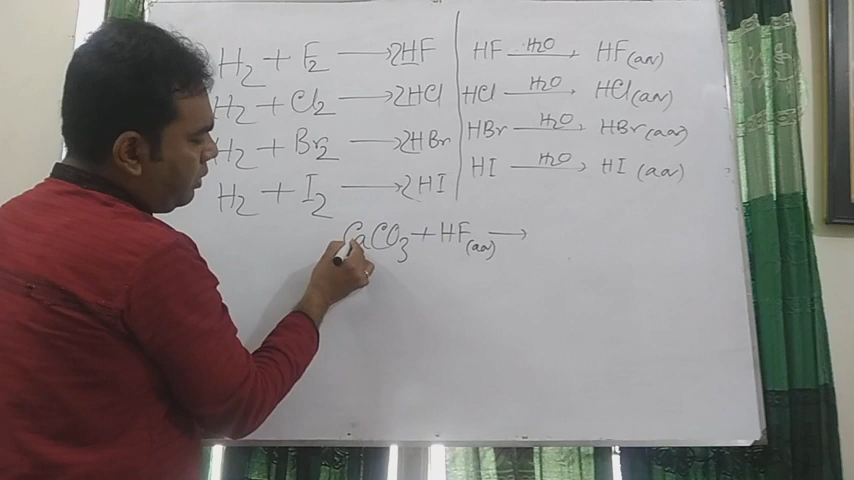 H2 + F2 → 2HF
H2 + Cl2 → 2HCl
H2 + Br2 → 2HBr
H2 + I2 → 2HI
HF H2O → HF(aq)
HCl H2O → HCl(aq)
HBr H2O → HBr(aq)
HI H2O → HI (aq)
CaCO3 + HF(aq) →